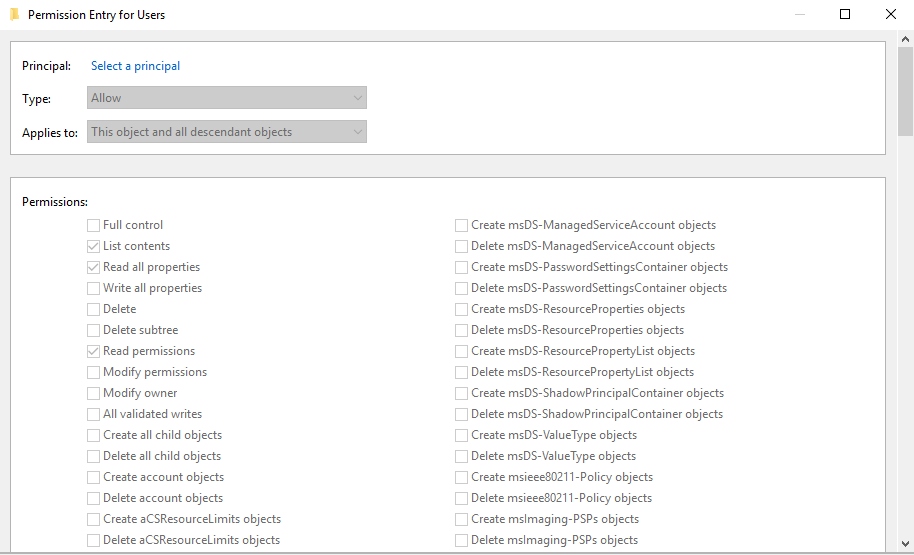 Permission Entry for Users
Principal: Select a principal
Type: Allow
Applies to: This object and all descendant objects
Permissions:
Full control
List contents
Read all properties
Write all properties
Delete
Delete subtree
Read permissions
Modify permissions
Modify owner
All validated writes
Create all child objects
Delete all child objects
Create account objects
Delete account objects
Create aCSResourceLimits objects
Delete aCSResourceLimits objects
Create msDS-ManagedServiceAccount objects
Delete msDS-ManagedServiceAccount objects
Create msDS-PasswordSettingsContainer objects
Delete msDS-PasswordSettingsContainer objects
Create msDS-ResourceProperties objects
Delete msDS-ResourceProperties objects
Create msDS-ResourcePropertyList objects
Delete msDS-ResourcePropertyList objects
Create msDS-ShadowPrincipalContainer objects
Delete msDS-ShadowPrincipalContainer objects
Create msDS-ValueType objects
Delete msDS-ValueType objects
Create msieee80211-Policy objects
Delete msieee80211-Policy objects
Create msImaging-PSPs objects
Delete msImaging-PSPs objects